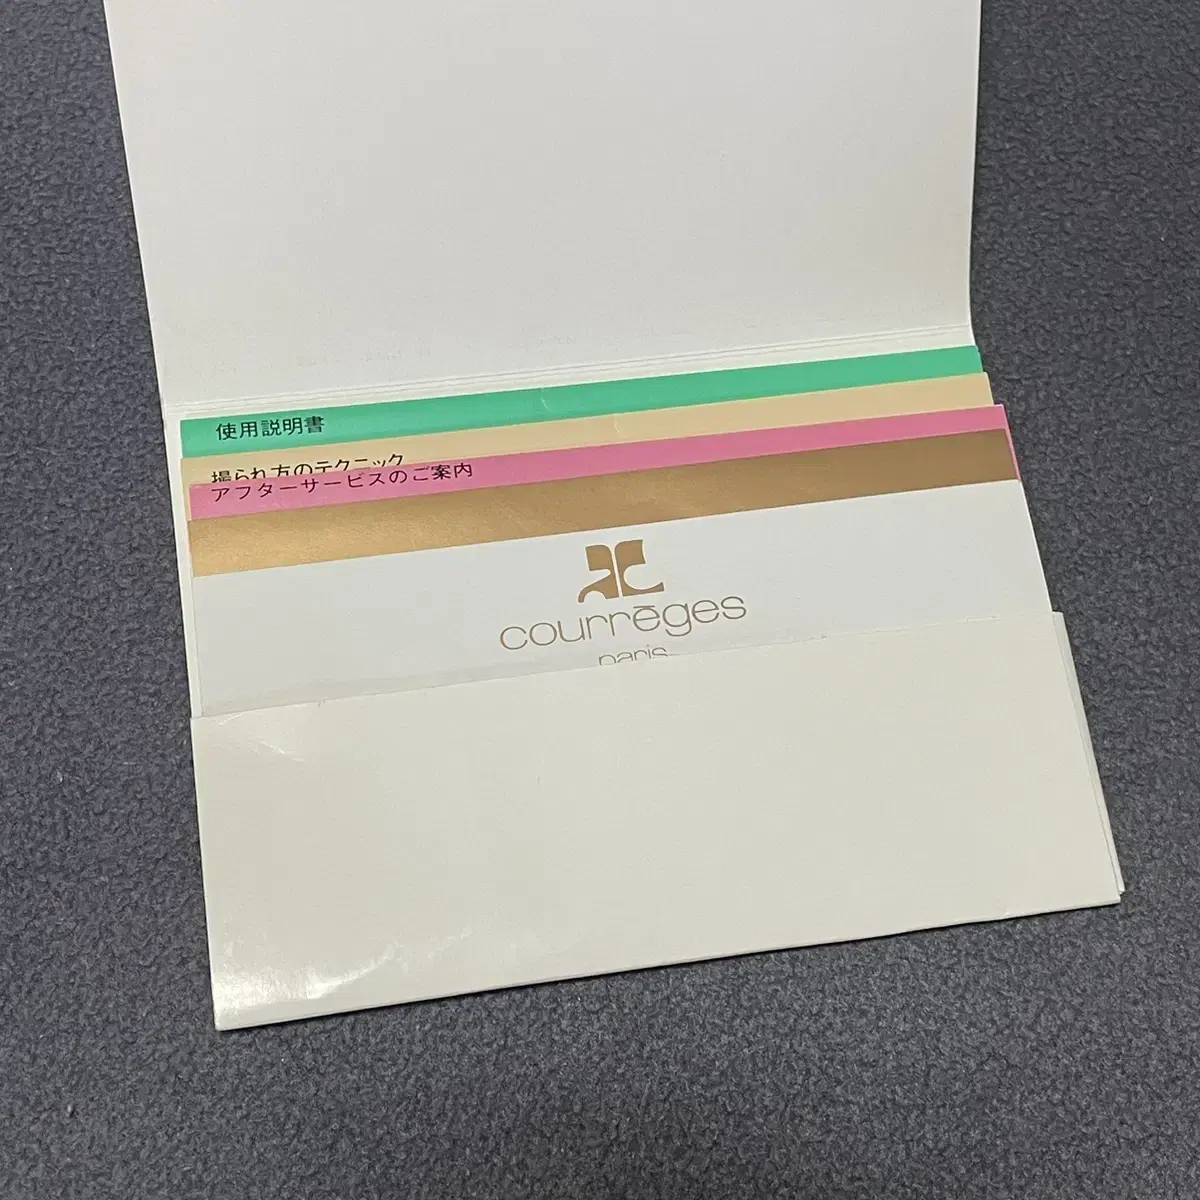 使用説明書
撮られ方のテクニック
アフターサービスのご案内
courrēges
paris